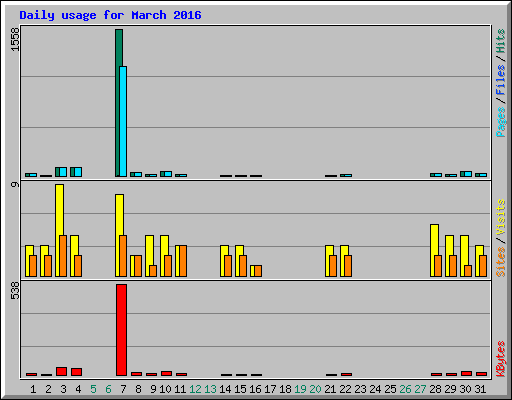 Daily usage for March 2016
1558
Pages/Files/Hits
9
Sites/Visits
538
KBytes
1 2 3 4 5 6 7 8 9 10 11 12 13 14 15 16 17 18 19 20 21 22 23 24 25 26 27 28 29 30 31